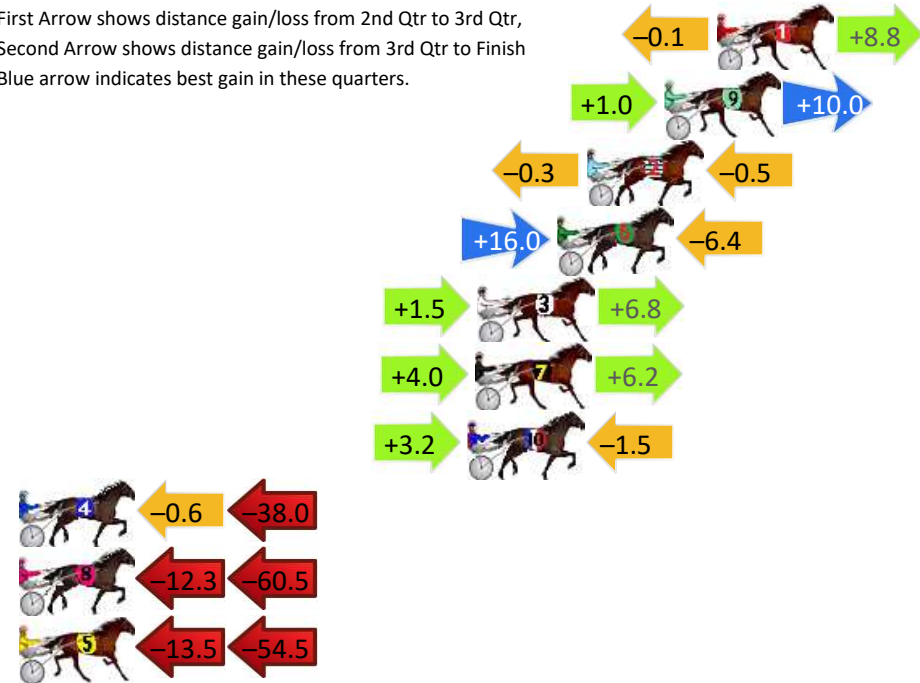 First Arrow shows distance gain/loss from 2nd Qtr to 3rd Qtr,
Second Arrow shows distance gain/loss from 3rd Qtr to Finish
Blue arrow indicates best gain in these quarters.
–0.1 1 +8.8
+1.0 9 +10.0
–0.3 2 –0.5
+16.0 6 –6.4
+1.5 3 +6.8
+4.0 7 +6.2
+3.2 10 –1.5
4 –0.6 –38.0
8 –12.3 –60.5
5 –13.5 –54.5